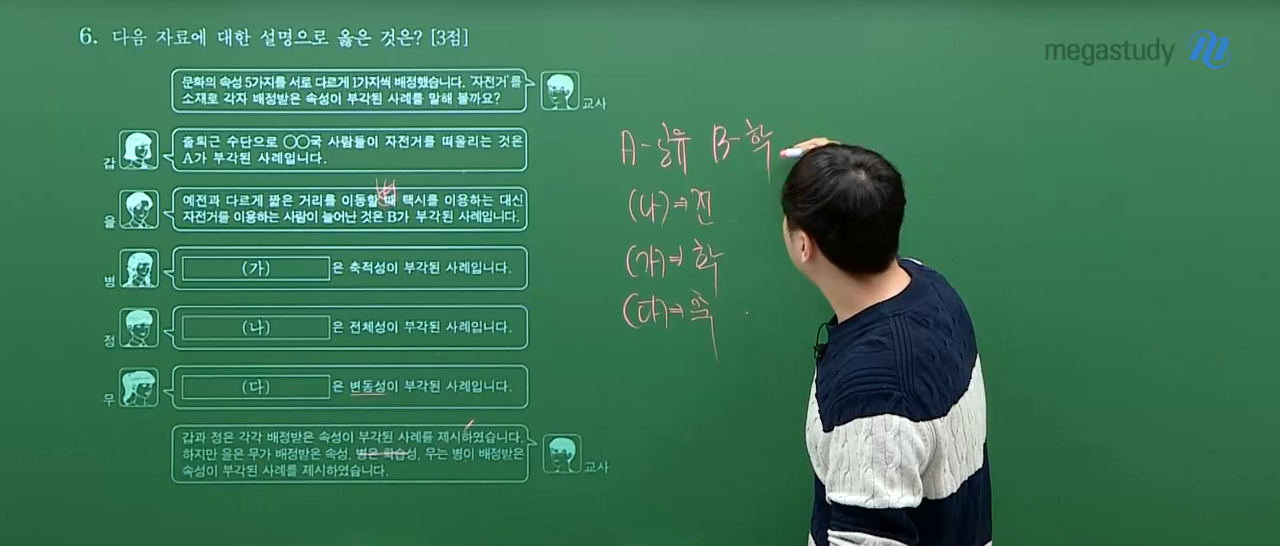 6. 다음 자료에 대한 설명으로 옳은 것은? [3점]
megastudy
문화의 속성 5가지를 서로 다르게 1가지씩 배정했습니다. '자전거'를
소재로 각자 배정받은 속성이 부각된 사례를 말해 볼까요?
교사
갑
출퇴근 수단으로 ○○국 사람들이 자전거를 떠올리는 것은
A가 부각된 사례입니다.
을
예전과 다르게 짧은 거리를 이동할 때 택시를 이용하는 대신
자전거를 이용하는 사람이 늘어난 것은 B가 부각된 사례입니다.
병
(가) 은 축적성이 부각된 사례입니다.
정
(나) 은 전체성이 부각된 사례입니다.
무
(다) 은 변동성이 부각된 사례입니다.
갑과 정은 각각 배정받은 속성이 부각된 사례를 제시하였습니다.
하지만 을은 무가 배정받은 속성, 병은 학습성, 무는 병이 배정받은
속성이 부각된 사례를 제시하였습니다.
교사
A-공유 B-학
(나)⇒전
(가)⇒학
(다)⇒축